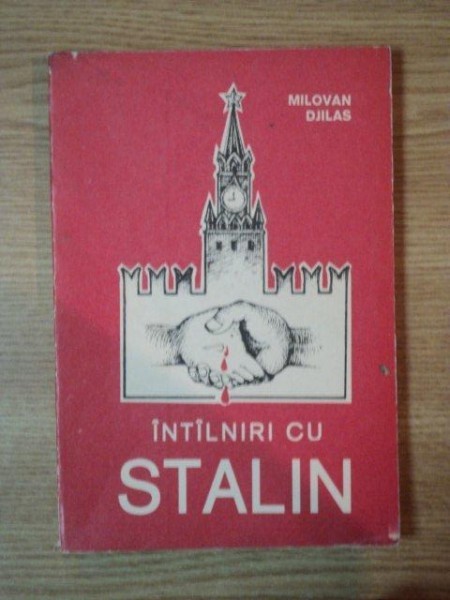 MILOVAN
DJILAS
ÎNTÎLNIRI CU
STALIN